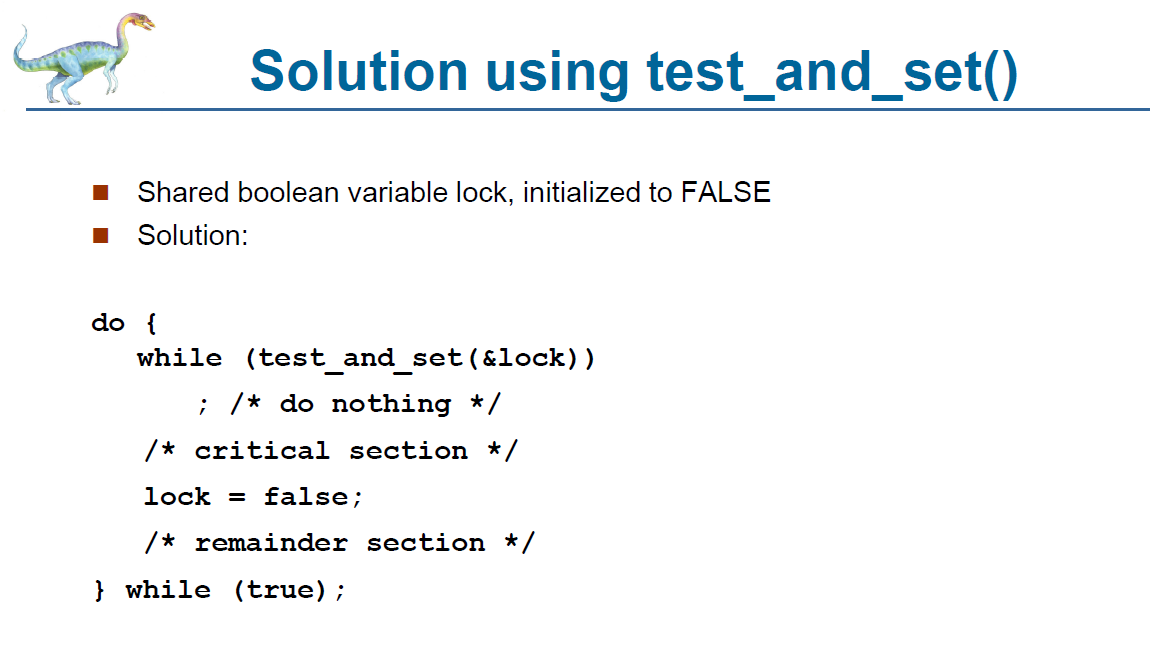 Solution using test_and_set()
Shared boolean variable lock, initialized to FALSE
Solution:
do {
while (test_and_set(&lock))
; /* do nothing */
/* critical section */
lock = false;
/* remainder section */
} while (true);